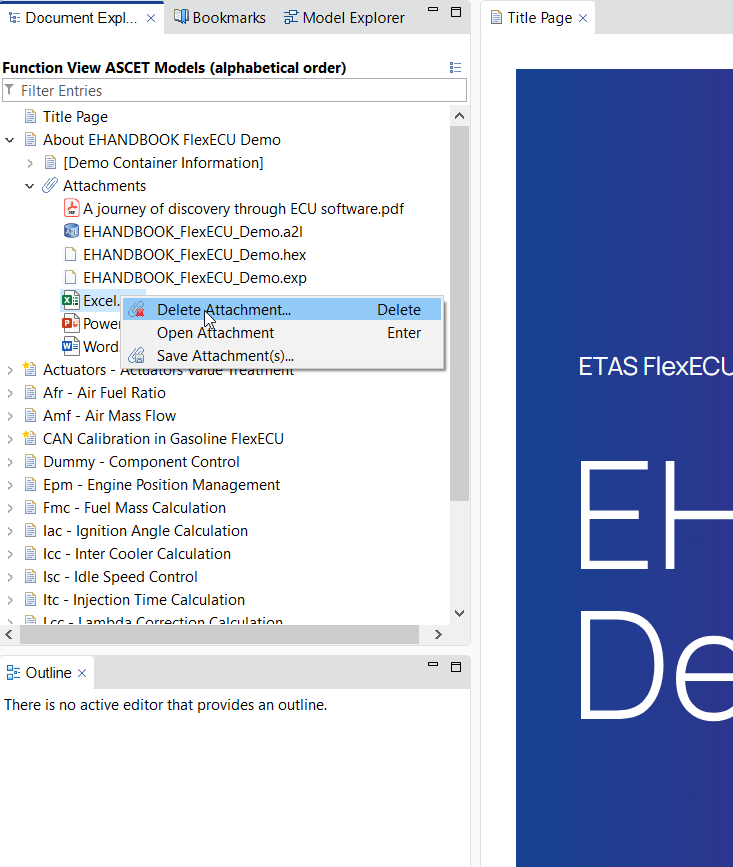 Document Expl...
Bookmarks
Model Explorer
Title Page
Function View ASCET Models (alphabetical order)
Filter Entries
Title Page
About EHANDBOOK FlexECU Demo
[Demo Container Information]
Attachments
A journey of discovery through ECU software.pdf
EHANDBOOK_FlexECU_Demo.a2l
EHANDBOOK_FlexECU_Demo.hex
EHANDBOOK_FlexECU_Demo.exp
Excel.
Delete Attachment... Delete
Power
Open Attachment Enter
Word
Save Attachment(s)...
Actuators - Actuators Value Treatment
Afr - Air Fuel Ratio
Amf - Air Mass Flow
CAN Calibration in Gasoline FlexECU
Dummy - Component Control
Epm - Engine Position Management
Fmc - Fuel Mass Calculation
Iac - Ignition Angle Calculation
Icc - Inter Cooler Calculation
Isc - Idle Speed Control
Itc - Injection Time Calculation
Lcc - Lambda Correction Calculation
Outline
There is no active editor that provides an outline.
ETAS FlexECU
EH
De